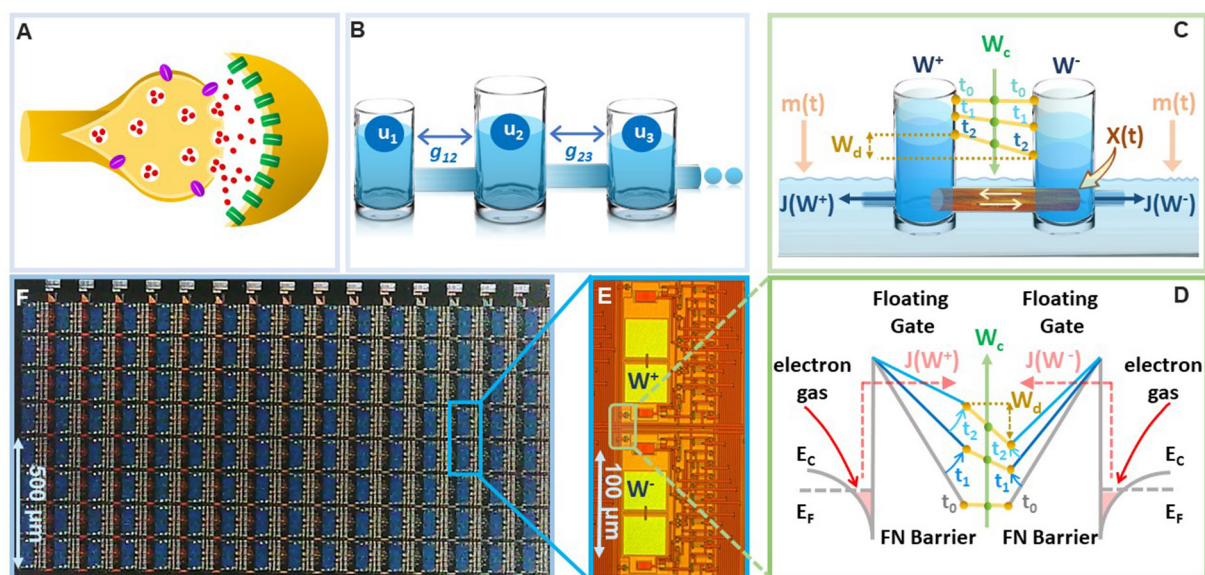 A
B
u1
u2
u3
g12
g23
C
Wc
W+
W-
t0
t0
t1
t1
t2
t2
m(t)
m(t)
Wd
X(t)
J(W+)
J(W-)
F
500 µm
E
W+
W-
100 µm
D
Floating
Gate
Floating
Gate
Wc
electron
gas
J(W+)
J(W-)
electron
gas
Wd
t2
t2
t1
t1
t0
t0
EC
EF
EC
EF
FN Barrier
FN Barrier